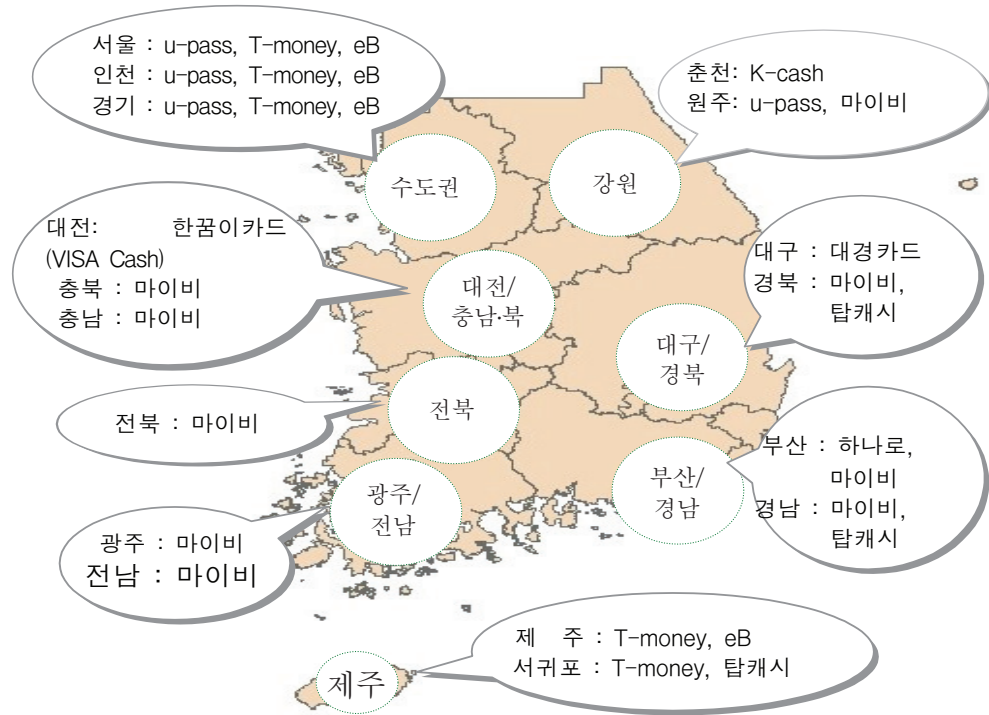 서울 : u-pass, T-money, eB
인천 : u-pass, T-money, eB
경기 : u-pass, T-money, eB
춘천: K-cash
원주: u-pass, 마이비
수도권
강원
대전: 한꿈이카드
(VISA Cash)
충북 : 마이비
충남 : 마이비
대전/
충남·북
대구 : 대경카드
경북 : 마이비,
탑캐시
대구/
경북
전북 : 마이비
전북
부산 : 하나로,
마이비
경남 : 마이비,
탑캐시
부산/
경남
광주/
전남
광주 : 마이비
전남 : 마이비
제 주 : T-money, eB
서귀포 : T-money, 탑캐시
제주